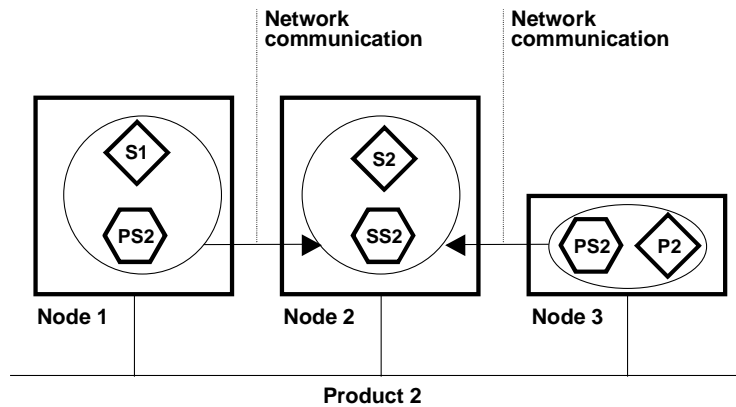 Network
communication
Network
communication
S1
PS2
S2
SS2
PS2
P2
Node 1
Node 2
Node 3
Product 2